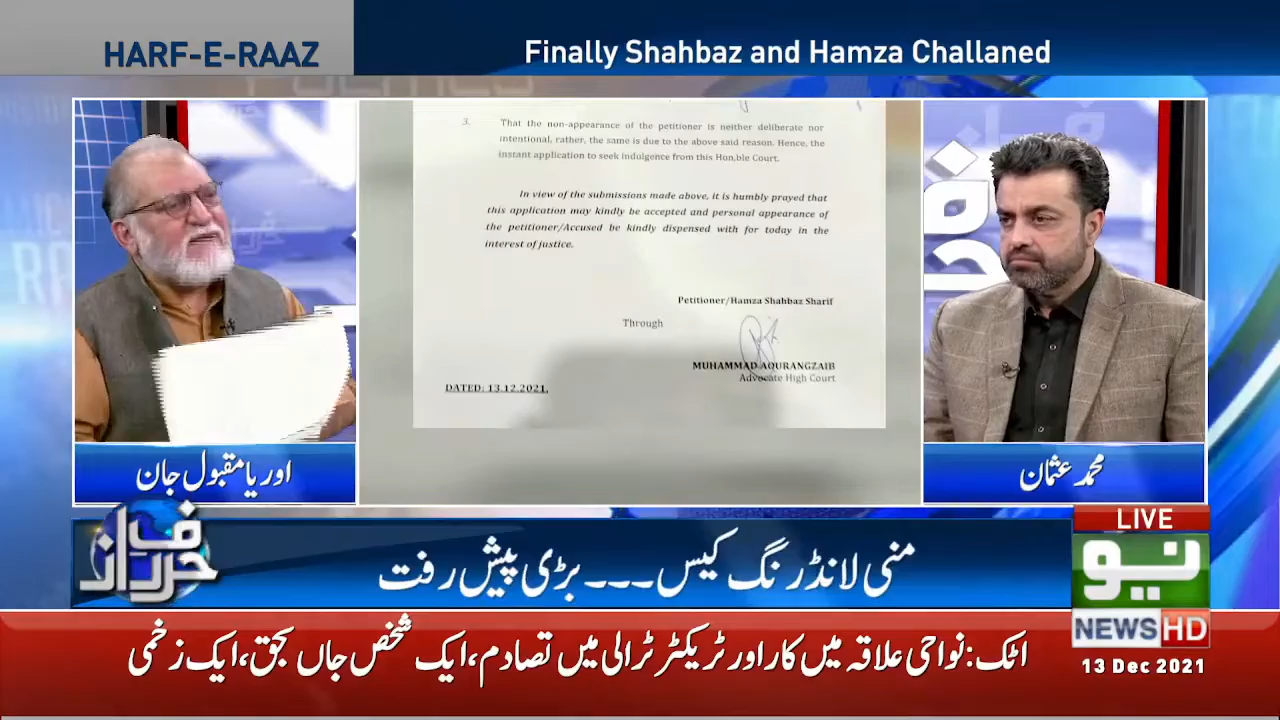 HARF-E-RAAZ
Finally Shahbaz and Hamza Challaned
3. That the non-appearance of the petitioner is neither deliberate nor
intentional, rather, the same is due to the above said reason. Hence, the
instant application to seek indulgence from this Hon,ble Court.
In view of the submissions made above, it is humbly prayed that
this application may kindly be accepted and personal appearance of
the petitioner/Accused be kindly dispensed with for today in the
interest of justice.
Petitioner/Hamza Shahbaz Sharif
Through
MUHAMMAD AOURANGZAIB
Advocate High Court
DATED: 13.12.2021.
اوریا مقبول جان
محمد عثمان
حرف راز
منی لانڈرنگ کیس ۔۔۔ بڑی پیش رفت
LIVE
نیو
NEWS HD
13 Dec 2021
اٹک: نواحی علاقہ میں کار اور ٹریکٹر ٹرالی میں تصادم، ایک شخص جاں بحق، ایک زخمی